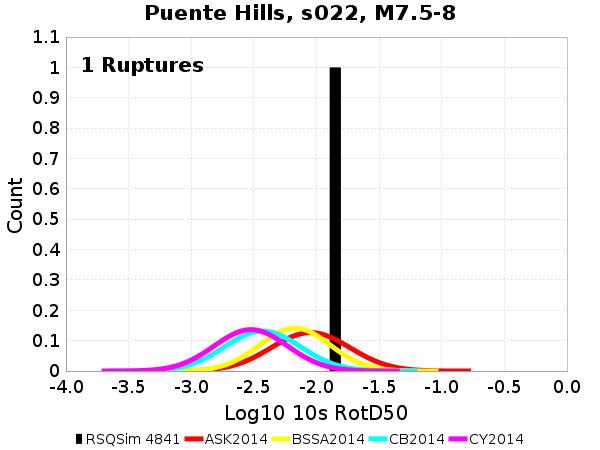 Puente Hills, s022, M7.5-8
1 Ruptures
1.1
1
0.9
0.8
0.7
0.6
0.5
0.4
0.3
0.2
0.1
0
Count
-4.0 -3.5 -3.0 -2.5 -2.0 -1.5 -1.0 -0.5 0.0
Log10 10s RotD50
RSQSim 4841 ASK2014 BSSA2014 CB2014 CY2014